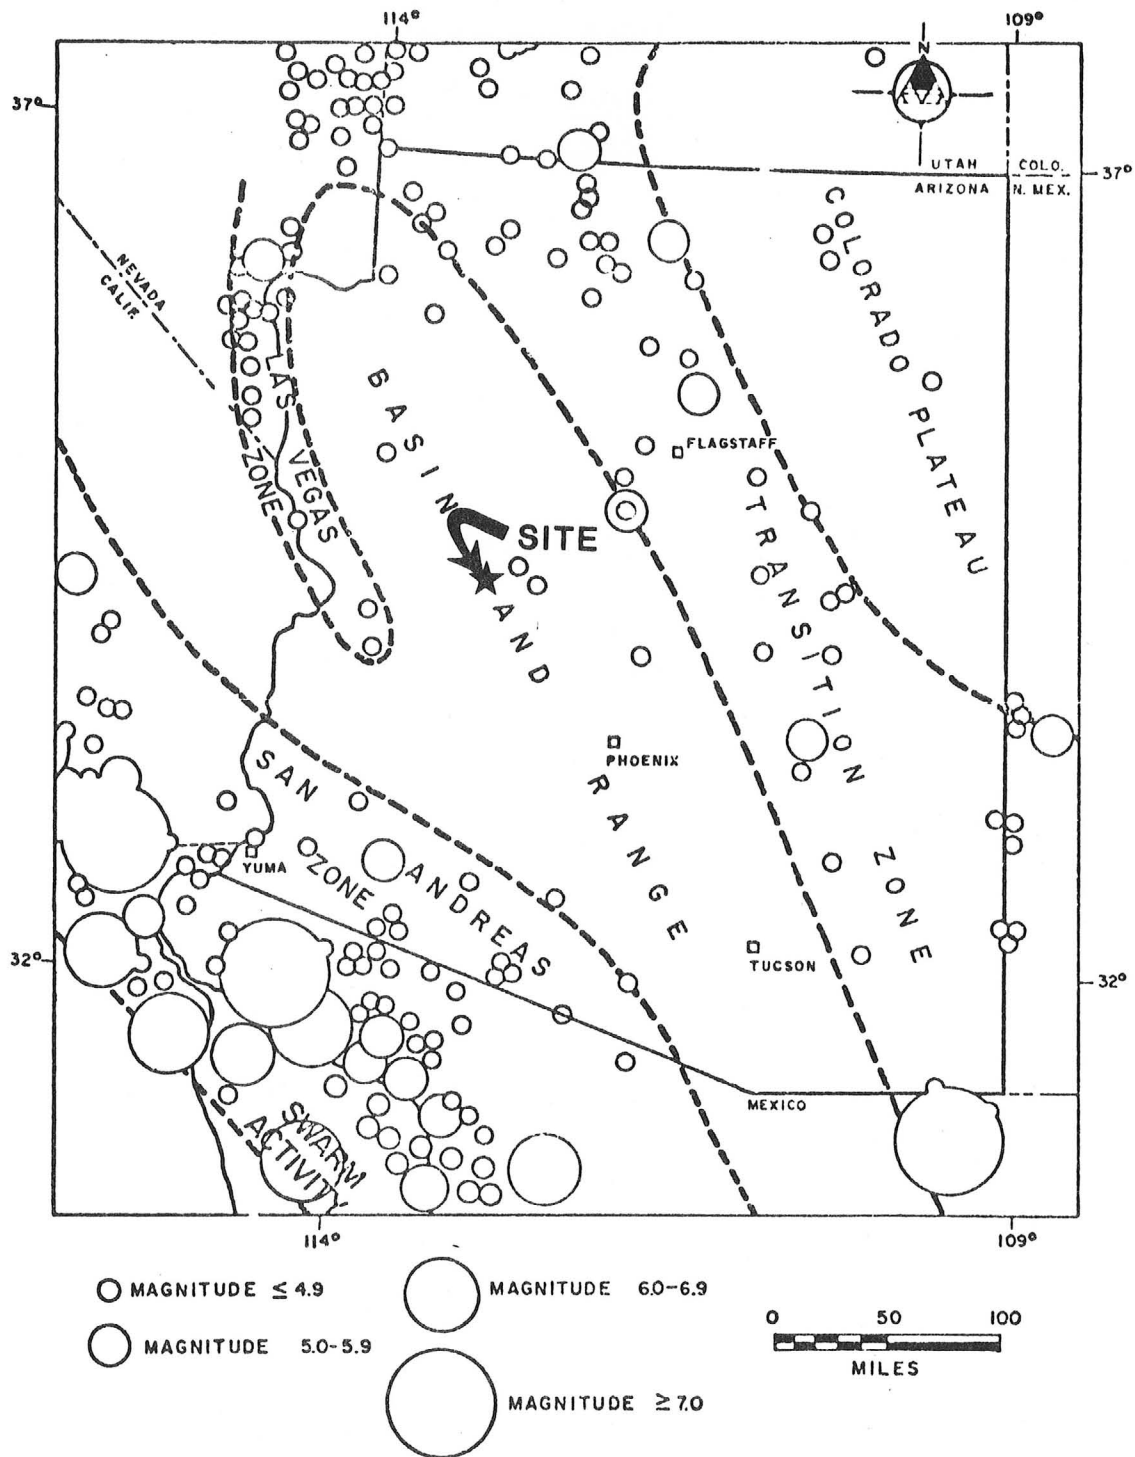 114°
109°
N
37°
UTAH
COLO.
ARIZONA
N. MEX.
37°
NEVADA
CALIF.
COLORADO PLATEAU
LAS VEGAS
ZONE
BASIN AND RANGE
FLAGSTAFF
SITE
TRANSITION ZONE
PHOENIX
SAN ANDREAS
ZONE
YUMA
TUCSON
32°
32°
MEXICO
SWARM
ACTIVITY
114°
109°
MAGNITUDE ≤ 4.9
MAGNITUDE 5.0-5.9
MAGNITUDE 6.0-6.9
MAGNITUDE ≥ 7.0
0 50 100
MILES